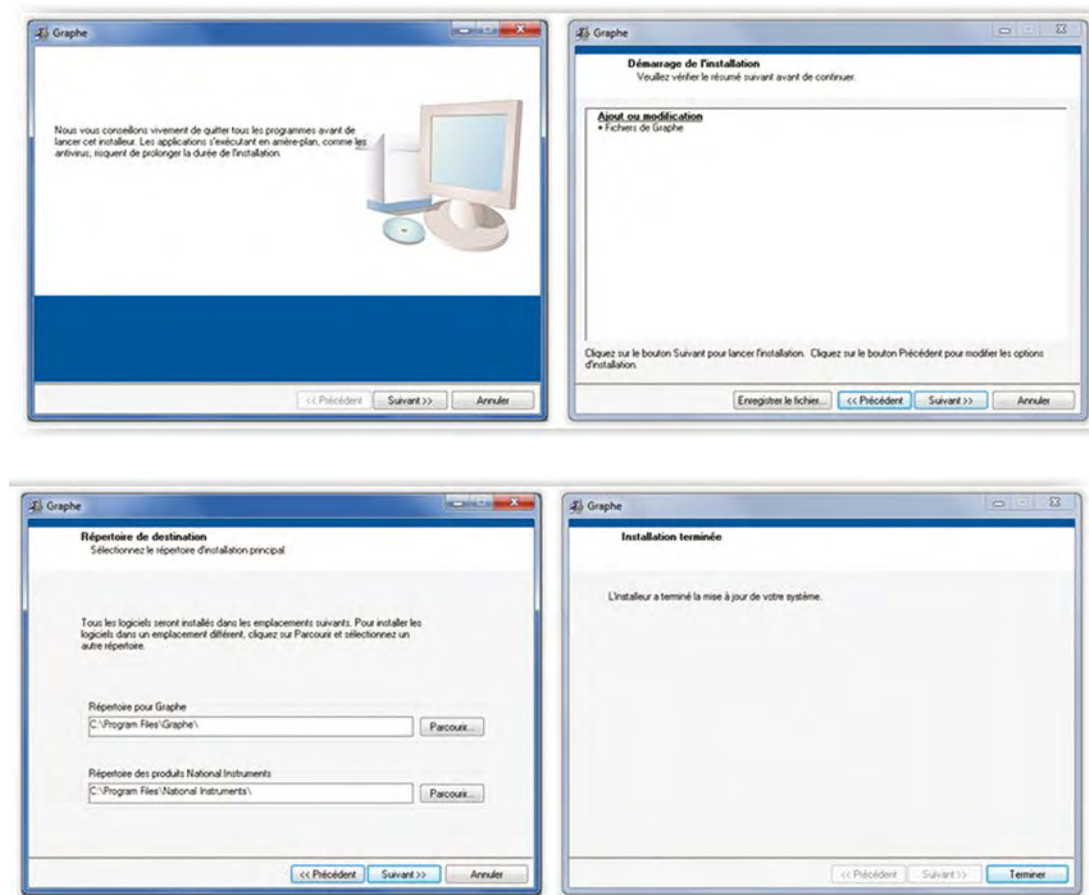 Graphe
Nous vous conseillons vivement de quitter tous les programmes avant de
lancer cet installeur. Les applications s'exécutant en arrière-plan, comme les
antivirus, risquent de prolonger la durée de l'installation.
<< Précédent
Suivant >>
Annuler
Graphe
Démarrage de l'installation
Veuillez vérifier le résumé suivant avant de continuer.
Ajout ou modification
• Fichiers de Graphe
Cliquez sur le bouton Suivant pour lancer l'installation. Cliquez sur le bouton Précédent pour modifier les options
d'installation.
Enregistrer le fichier...
<< Précédent
Suivant >>
Annuler
Graphe
Répertoire de destination
Sélectionnez le répertoire d'installation principal.
Tous les logiciels seront installés dans les emplacements suivants. Pour installer les
logiciels dans un emplacement différent, cliquez sur Parcourir et sélectionnez un
autre répertoire.
Répertoire pour Graphe
C:\Program Files\Graphe\
Parcourir...
Répertoire des produits National Instruments
C:\Program Files\National Instruments\
Parcourir...
<< Précédent
Suivant >>
Annuler
Graphe
Installation terminée
L'installeur a terminé la mise à jour de votre système.
<< Précédent
Suivant >>
Terminer